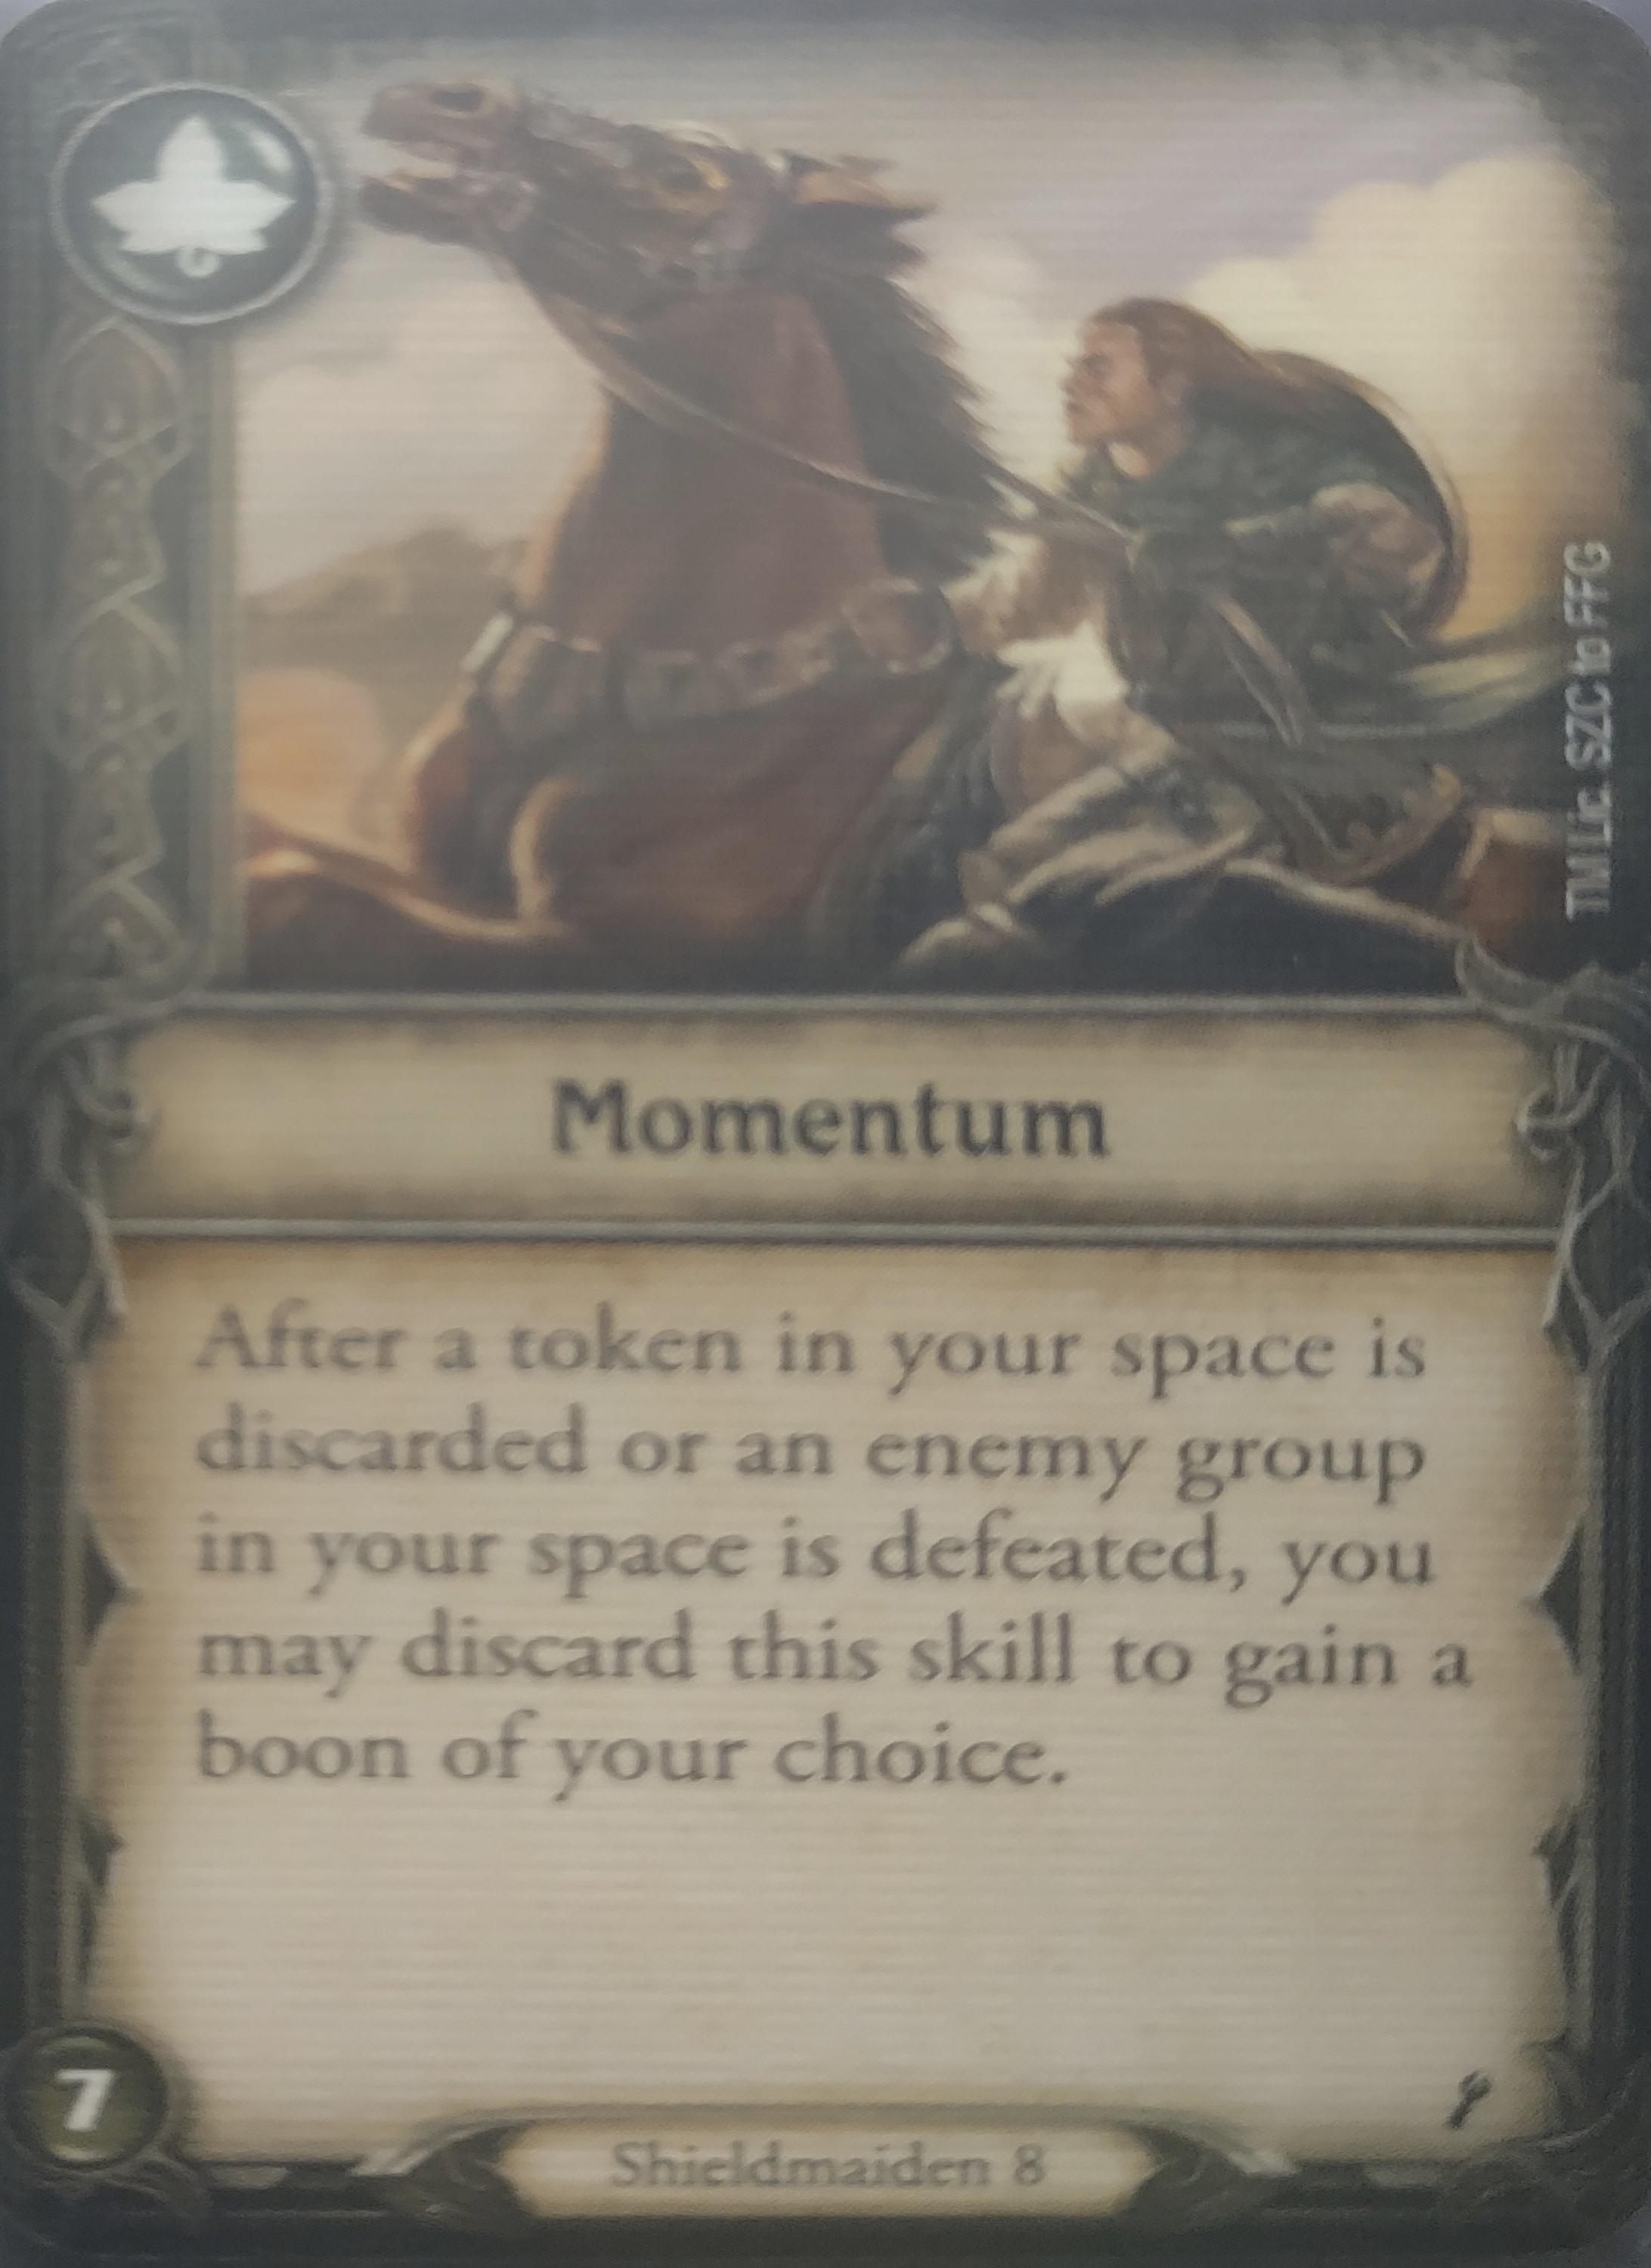 TM Lic. SZC to FFG
Momentum
After a token in your space is
discarded or an enemy group
in your space is defeated, you
may discard this skill to gain a
boon of your choice.
7
Shieldmaiden 8